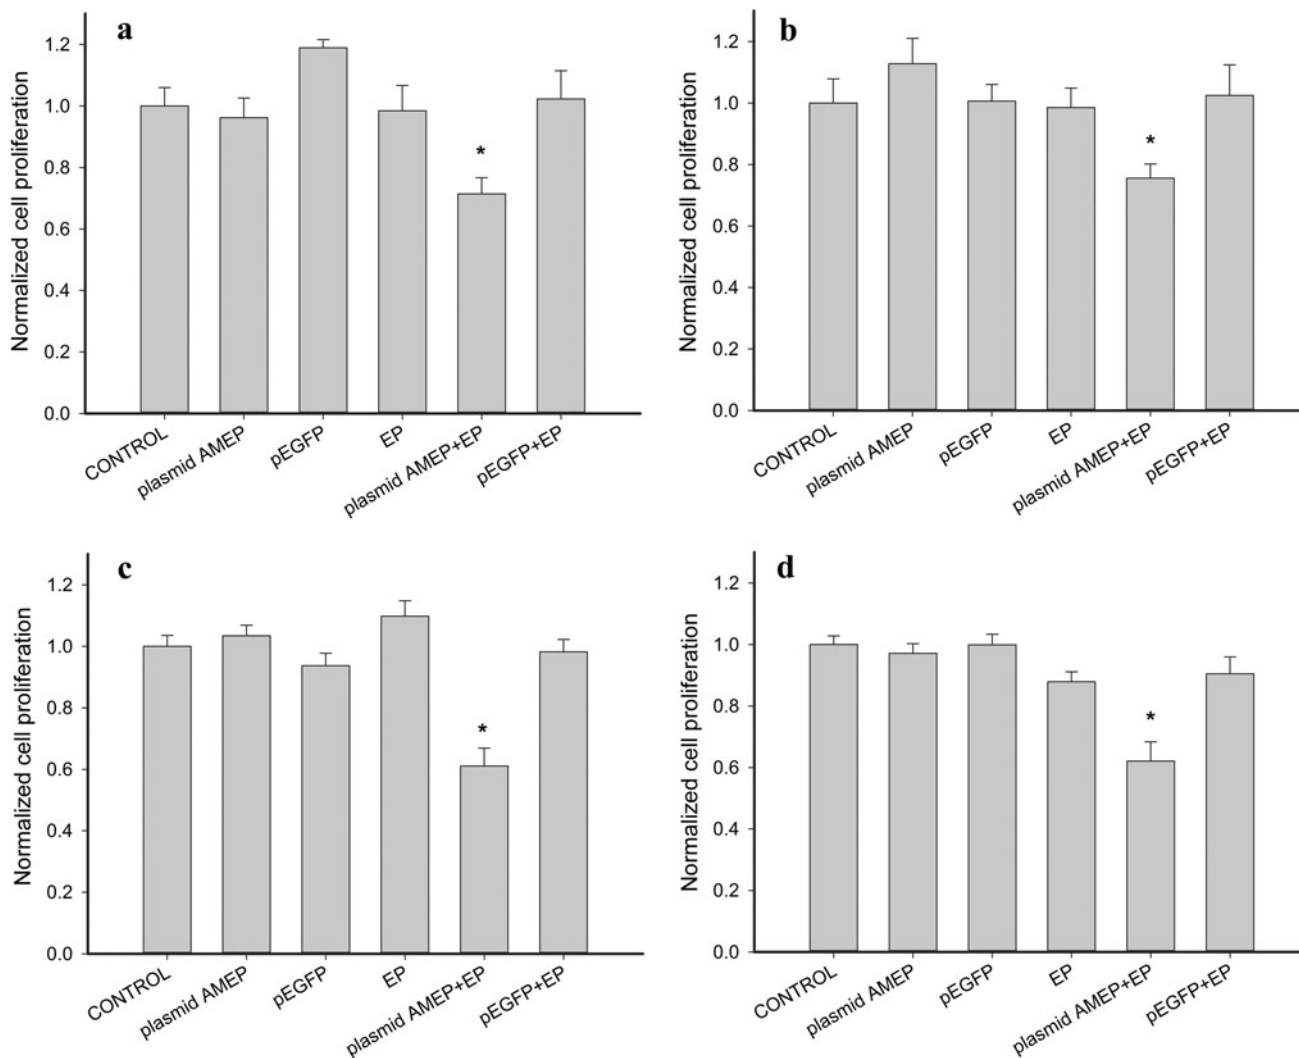 a
Normalized cell proliferation
1.2
1.0
0.8
0.6
0.4
0.2
0.0
*
CONTROL
plasmid AMEP
pEGFP
EP
plasmid AMEP+EP
pEGFP+EP
b
Normalized cell proliferation
1.2
1.0
0.8
0.6
0.4
0.2
0.0
*
CONTROL
plasmid AMEP
pEGFP
EP
plasmid AMEP+EP
pEGFP+EP
c
Normalized cell proliferation
1.2
1.0
0.8
0.6
0.4
0.2
0.0
*
CONTROL
plasmid AMEP
pEGFP
EP
plasmid AMEP+EP
pEGFP+EP
d
Normalized cell proliferation
1.2
1.0
0.8
0.6
0.4
0.2
0.0
*
CONTROL
plasmid AMEP
pEGFP
EP
plasmid AMEP+EP
pEGFP+EP